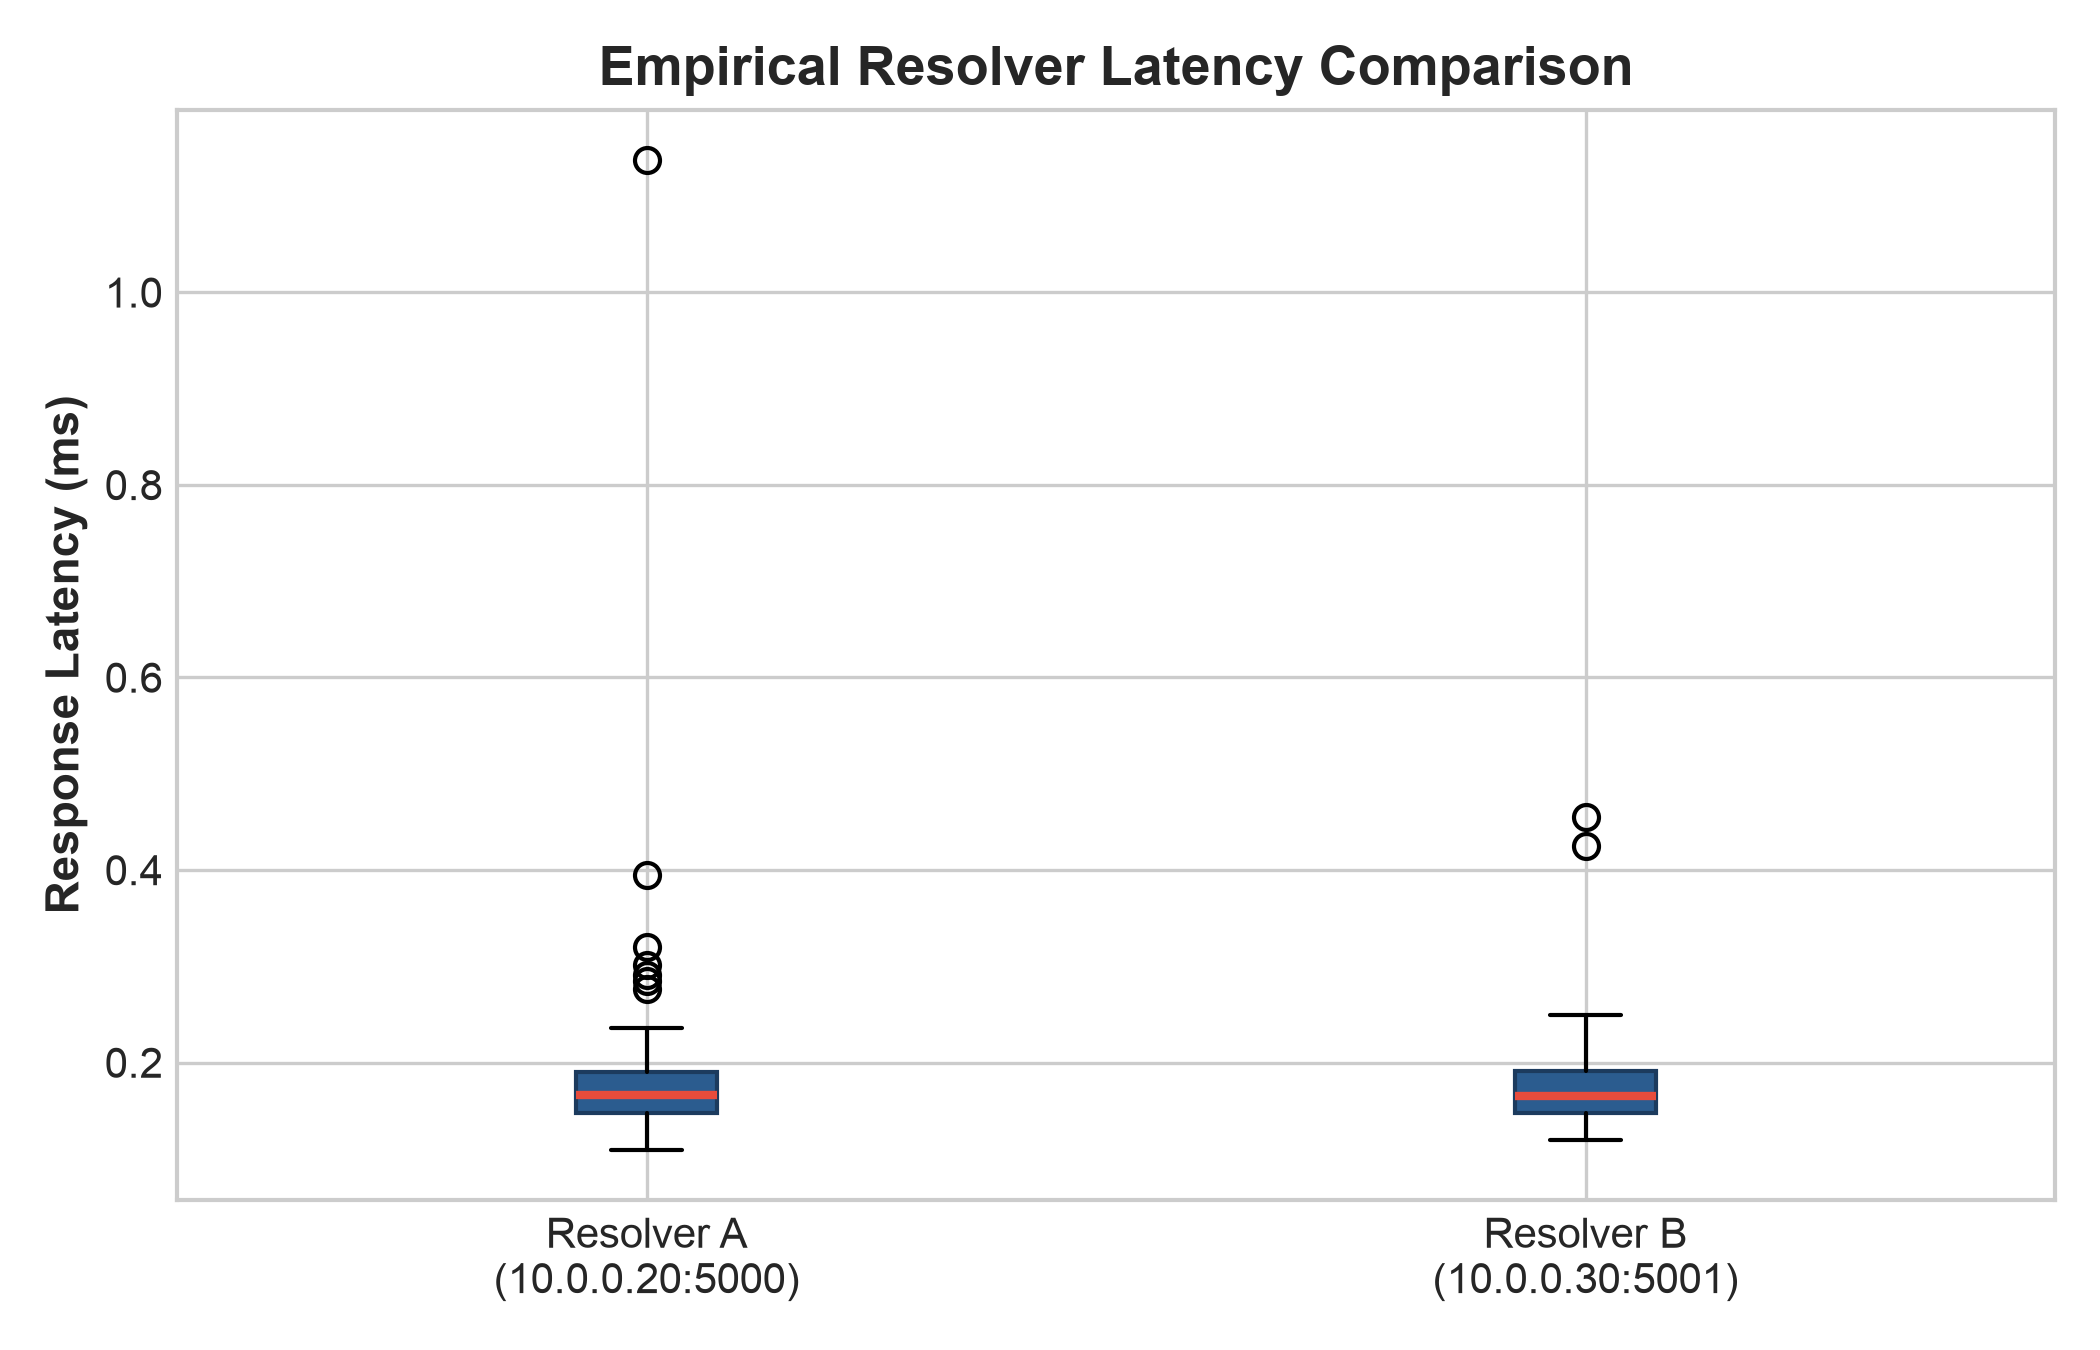 Empirical Resolver Latency Comparison
Response Latency (ms)
1.0
0.8
0.6
0.4
0.2
Resolver A
(10.0.0.20:5000)
Resolver B
(10.0.0.30:5001)